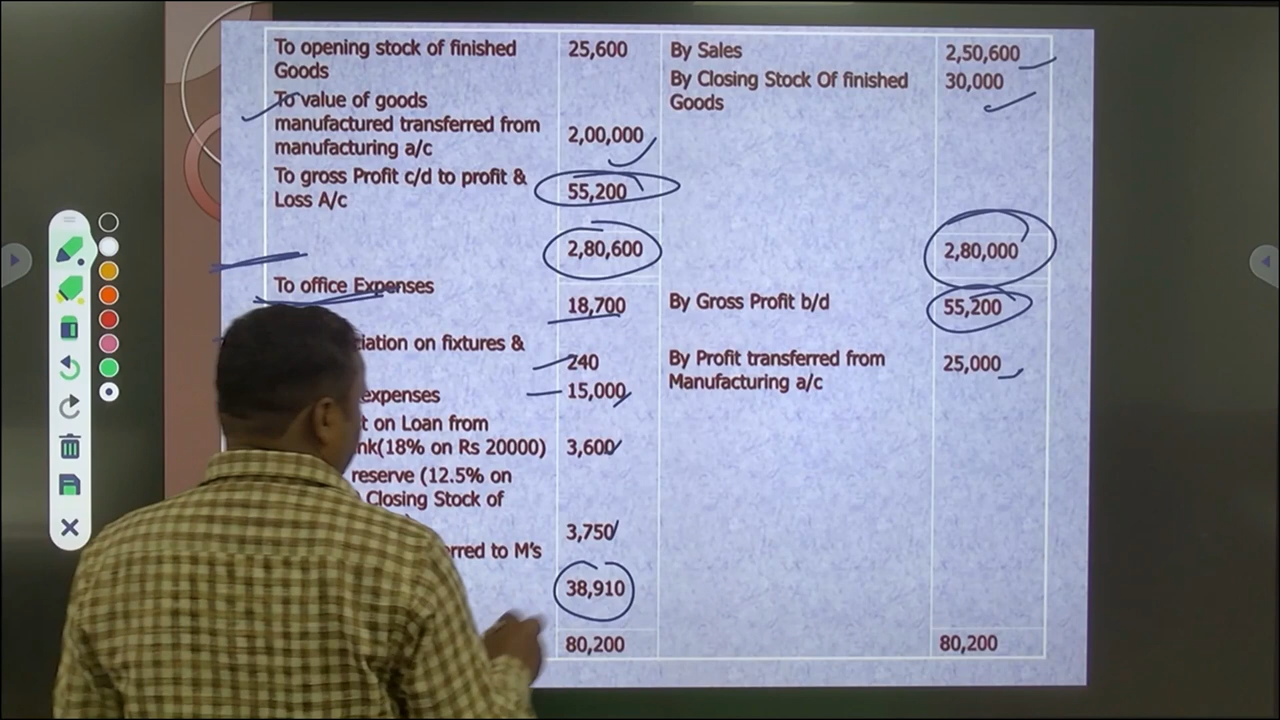 To opening stock of finished
Goods
25,600
By Sales
2,50,600
By Closing Stock Of finished
Goods
30,000
To value of goods
manufactured transferred from
manufacturing a/c
2,00,000
To gross Profit c/d to profit &
Loss A/c
55,200
2,80,600
2,80,000
To office Expenses
18,700
By Gross Profit b/d
55,200
ciation on fixtures &
240
By Profit transferred from
Manufacturing a/c
25,000
expenses
15,000
t on Loan from
nk(18% on Rs 20000)
3,600
reserve (12.5% on
Closing Stock of
3,750
rred to M's
38,910
80,200
80,200